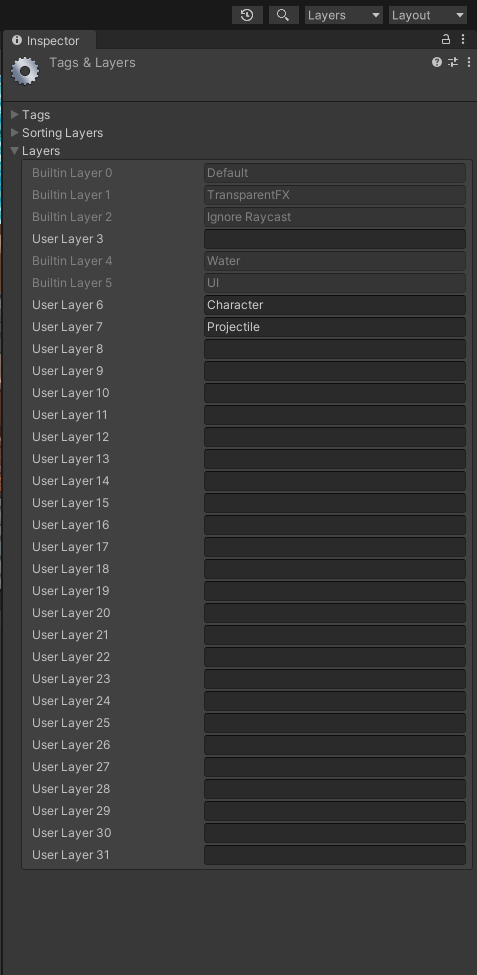 Layers Layout
Inspector
Tags & Layers
Tags
Sorting Layers
Layers
Builtin Layer 0 Default
Builtin Layer 1 TransparentFX
Builtin Layer 2 Ignore Raycast
User Layer 3
Builtin Layer 4 Water
Builtin Layer 5 UI
User Layer 6 Character
User Layer 7 Projectile
User Layer 8
User Layer 9
User Layer 10
User Layer 11
User Layer 12
User Layer 13
User Layer 14
User Layer 15
User Layer 16
User Layer 17
User Layer 18
User Layer 19
User Layer 20
User Layer 21
User Layer 22
User Layer 23
User Layer 24
User Layer 25
User Layer 26
User Layer 27
User Layer 28
User Layer 29
User Layer 30
User Layer 31